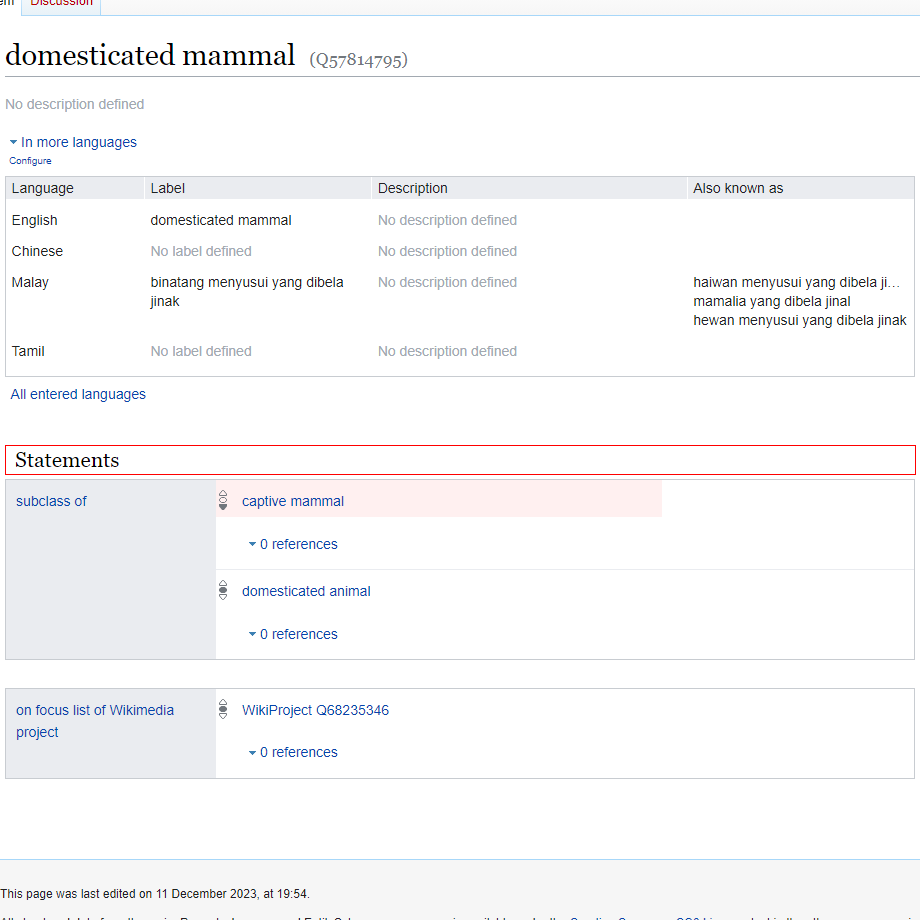 Discussion
domesticated mammal (Q57814795)
No description defined
In more languages
Configure
Language Label Description Also known as
English domesticated mammal No description defined
Chinese No label defined No description defined
Malay binatang menyusui yang dibela No description defined haiwan menyusui yang dibela ji…
jinak mamalia yang dibela jinal
hewan menyusui yang dibela jinak
Tamil No label defined No description defined
All entered languages
Statements
subclass of captive mammal
0 references
domesticated animal
0 references
on focus list of Wikimedia WikiProject Q68235346
project
0 references
This page was last edited on 11 December 2023, at 19:54.